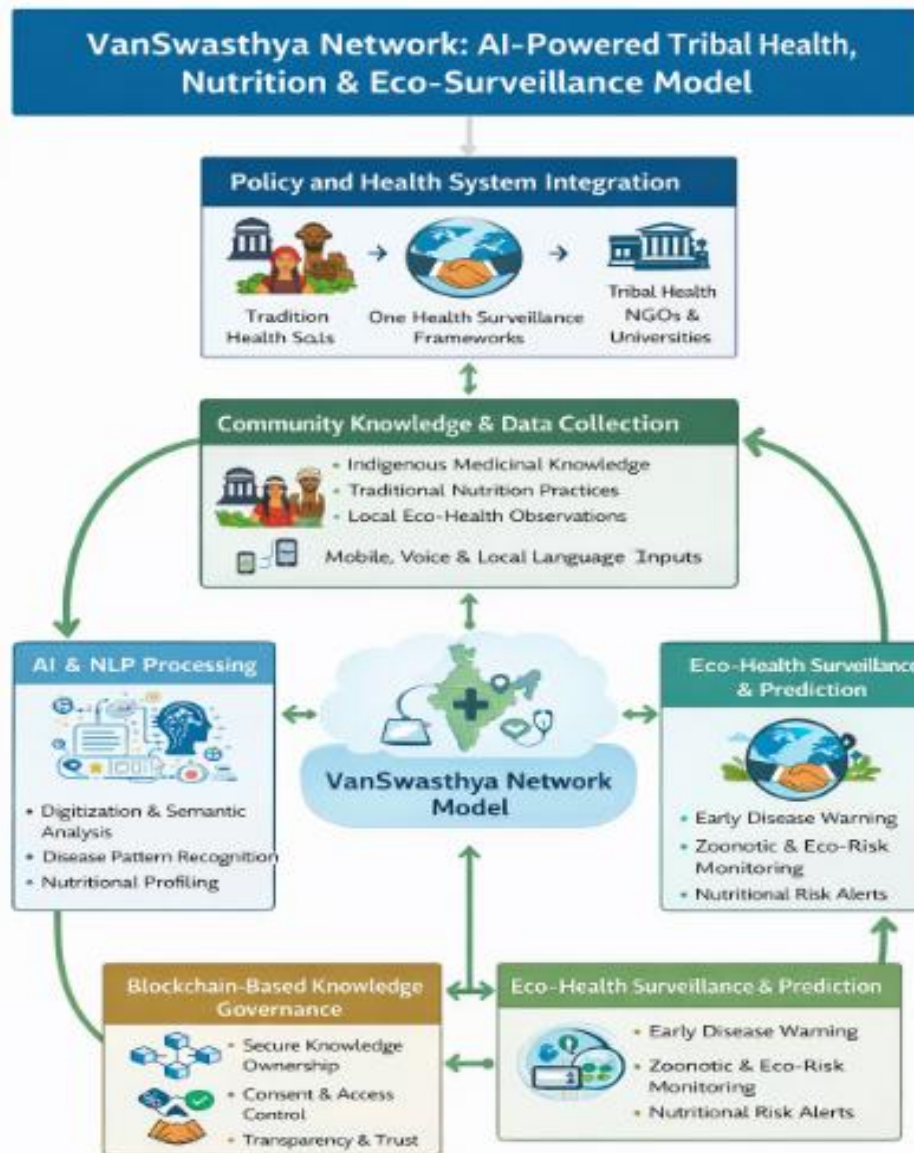 VanSwasthya Network: AI-Powered Tribal Health,
Nutrition & Eco-Surveillance Model
Policy and Health System Integration
Tradition
Health Sαls
One Health Surveillance
Frameworks
Tribal Health
NGOs &
Universities
Community Knowledge & Data Collection
• Indigenous Medicinal Knowledge
• Traditional Nutrition Practices
• Local Eco-Health Observations
Mobile, Voice & Local Language Inputs
AI & NLP Processing
• Digitization & Semantic
Analysis
• Disease Pattern Recognition
• Nutritional Profiling
VanSwasthya Network
Model
Eco-Health Surveillance
& Prediction
• Early Disease Warning
• Zoonotic & Eco-Risk
Monitoring
• Nutritional Risk Alerts
Blockchain-Based Knowledge
Governance
• Secure Knowledge
Ownership
• Consent & Access
Control
• Transparency & Trust
Eco-Health Surveillance & Prediction
• Early Disease Warning
• Zoonotic & Eco-Risk
Monitoring
• Nutritional Risk Alerts